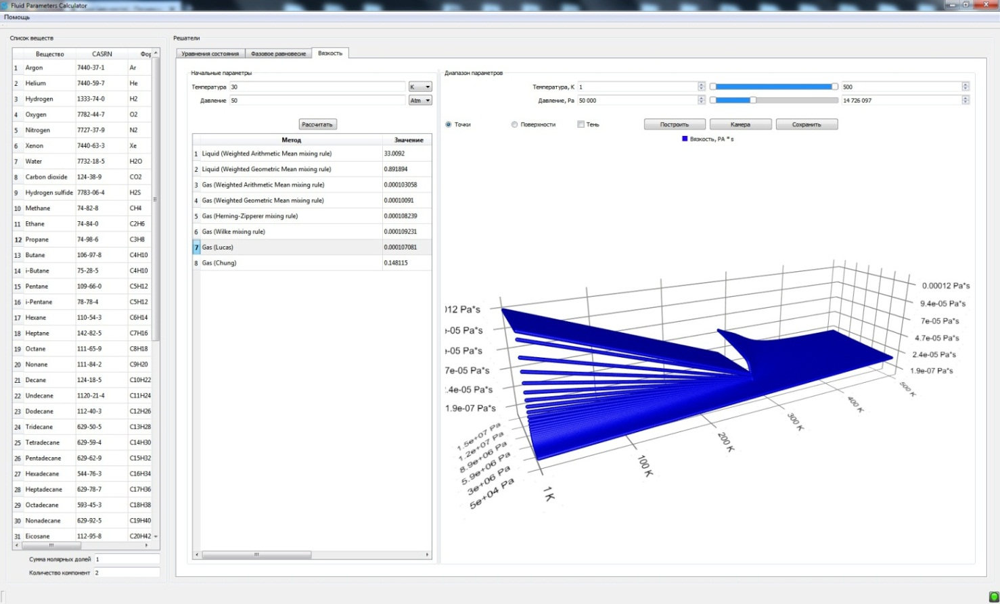 Fluid Parameters Calculator
Помощь
Список веществ
Вещество CASRN Фор
1 Argon 7440-37-1 Ar
2 Helium 7440-59-7 He
3 Hydrogen 1333-74-0 H2
4 Oxygen 7782-44-7 O2
5 Nitrogen 7727-37-9 N2
6 Xenon 7440-63-3 Xe
7 Water 7732-18-5 H2O
8 Carbon dioxide 124-38-9 CO2
9 Hydrogen sulfide 7783-06-4 H2S
10 Methane 74-82-8 CH4
11 Ethane 74-84-0 C2H6
12 Propane 74-98-6 C3H8
13 Butane 106-97-8 C4H10
14 i-Butane 75-28-5 C4H10
15 Pentane 109-66-0 C5H12
16 i-Pentane 78-78-4 C5H12
17 Hexane 110-54-3 C6H14
18 Heptane 142-82-5 C7H16
19 Octane 111-65-9 C8H18
20 Nonane 111-84-2 C9H20
21 Decane 124-18-5 C10H22
22 Undecane 1120-21-4 C11H24
23 Dodecane 112-40-3 C12H26
24 Tridecane 629-50-5 C13H28
25 Tetradecane 629-59-4 C14H30
26 Pentadecane 629-62-9 C15H32
27 Hexadecane 544-76-3 C16H34
28 Heptadecane 629-78-7 C17H36
29 Octadecane 593-45-3 C18H38
30 Nonadecane 629-92-5 C19H40
31 Eicosane 112-95-8 C20H42
Сумма молярных долей 1
Количество компонент 2
Решатели
Уравнения состояния Фазовое равновесие Вязкость
Начальные параметры
Температура 30 K
Давление 50 Atm
Рассчитать
Метод Значение
1 Liquid (Weighted Arithmetic Mean mixing rule) 33.0092
2 Liquid (Weighted Geometric Mean mixing rule) 0.891894
3 Gas (Weighted Arithmetic Mean mixing rule) 0.000103058
4 Gas (Weighted Geometric Mean mixing rule) 0.00010091
5 Gas (Herning-Zipperer mixing rule) 0.000108239
6 Gas (Wilke mixing rule) 0.000109231
7 Gas (Lucas) 0.000107081
8 Gas (Chung) 0.148115
Диапазон параметров
Температура, K 1 500
Давление, Pa 50 000 14 726 097
Точки Поверхности Тень Построить Камера Сохранить
Вязкость, PA * s
012 Pa*s
e-05 Pa*s
e-05 Pa*s
7e-05 Pa*s
2.4e-05 Pa*s
1.9e-07 Pa*s
1.5e+07 Pa
1.2e+07 Pa
8.9e+06 Pa
5.9e+06 Pa
3e+06 Pa
5e+04 Pa
1 K
100 K
200 K
300 K
400 K
500 K
0.00012 Pa*s
9.4e-05 Pa*s
7e-05 Pa*s
4.7e-05 Pa*s
2.4e-05 Pa*s
1.9e-07 Pa*s